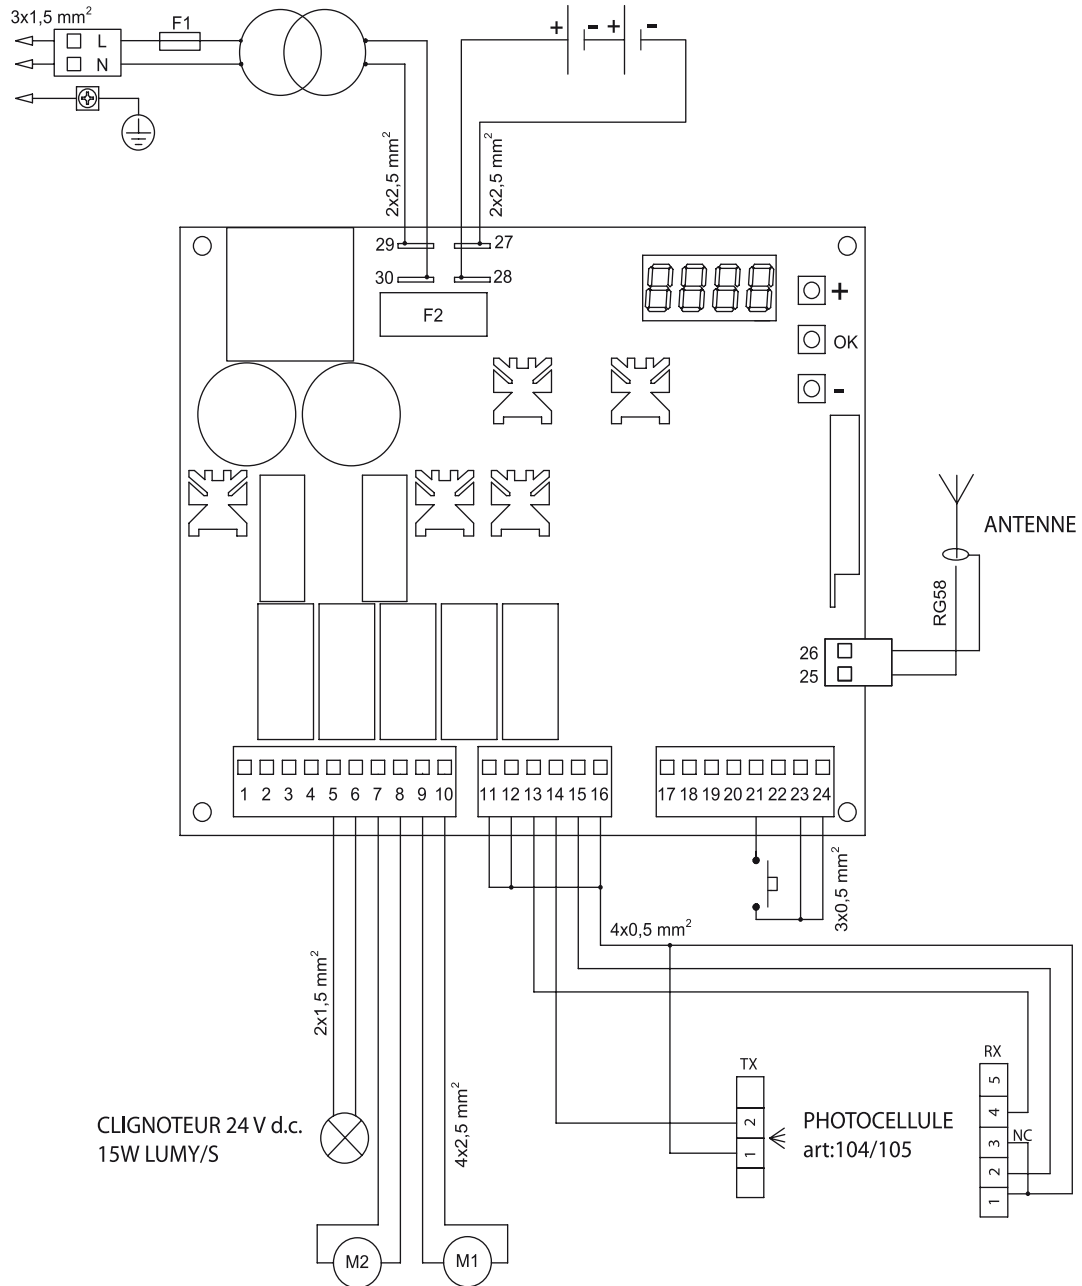 3x1,5 mm²
F1
L
N
+ - + -
2x2,5 mm²
2x2,5 mm²
29
27
30
28
F2
+
OK
-
ANTENNE
RG58
26
25
1 2 3 4 5 6 7 8 9 10
11 12 13 14 15 16
17 18 19 20 21 22 23 24
3x0,5 mm²
4x0,5 mm²
2x1,5 mm²
4x2,5 mm²
CLIGNOTEUR 24 V d.c.
15W LUMY/S
TX
2
1
PHOTOCELLULE
art:104/105
RX
5
4
3
NC
2
1
M2
M1